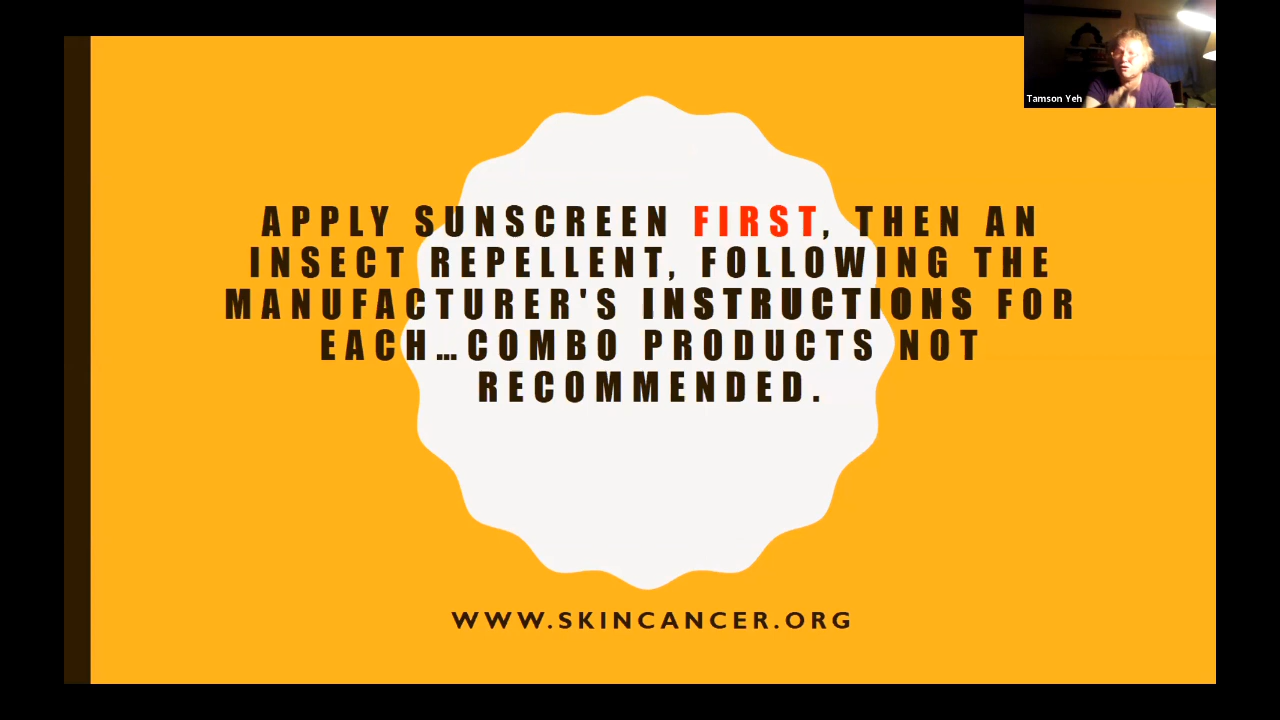 Tamson Yeh
APPLY SUNSCREEN FIRST, THEN AN
INSECT REPELLENT, FOLLOWING THE
MANUFACTURER'S INSTRUCTIONS FOR
EACH…COMBO PRODUCTS NOT
RECOMMENDED.
WWW.SKINCANCER.ORG